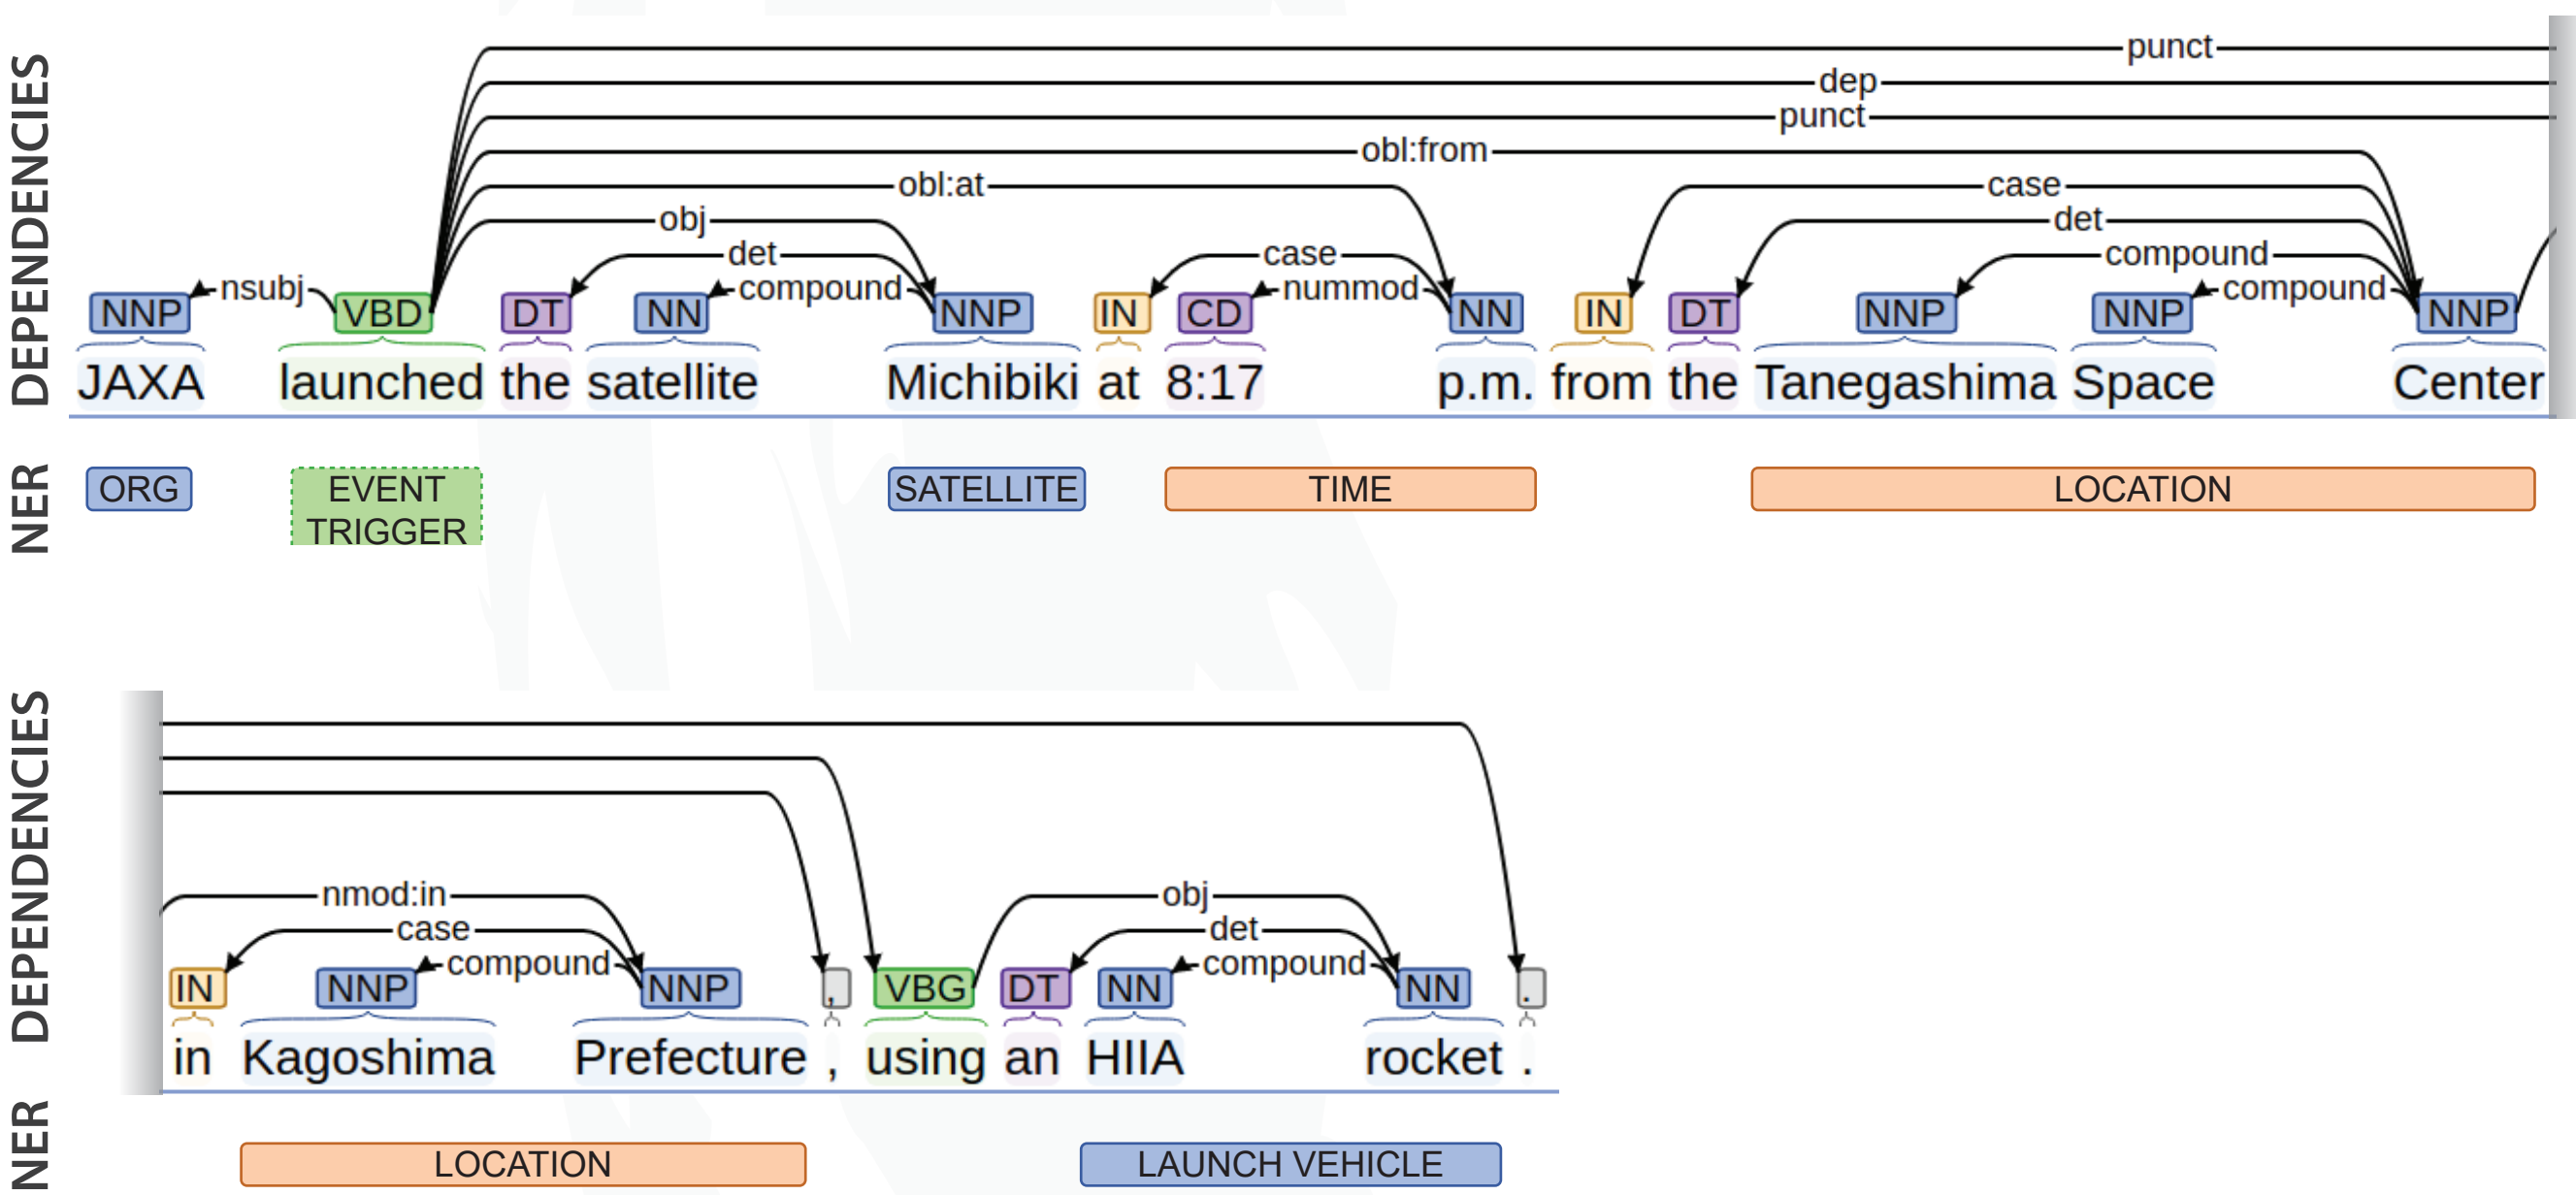 DEPENDENCIES
punct
dep
punct
obl:from
obl:at case
obj det
det case compound
nsubj compound nummod compound
NNP VBD DT NN NNP IN CD NN IN DT NNP NNP NNP
JAXA launched the satellite Michibiki at 8:17 p.m. from the Tanegashima Space Center
NER
ORG EVENT SATELLITE TIME LOCATION
TRIGGER
DEPENDENCIES
nmod:in obj
case det
compound compound
IN NNP NNP , VBG DT NN NN .
in Kagoshima Prefecture , using an HIIA rocket .
NER
LOCATION LAUNCH VEHICLE